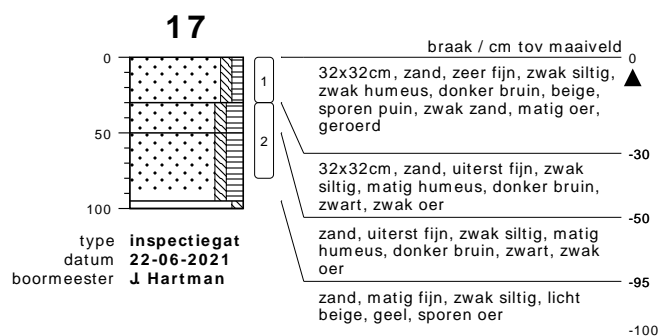 17
braak / cm tov maaiveld
0
0
1
32x32cm, zand, zeer fijn, zwak siltig,
zwak humeus, donker bruin, beige,
sporen puin, zwak zand, matig oer,
geroerd
-30
50
2
32x32cm, zand, uiterst fijn, zwak
siltig, matig humeus, donker bruin,
zwart, zwak oer
-50
100
zand, uiterst fijn, zwak siltig, matig
humeus, donker bruin, zwart, zwak
oer
-95
zand, matig fijn, zwak siltig, licht
beige, geel, sporen oer
-100
type inspectiegat
datum 22-06-2021
boormeester J. Hartman